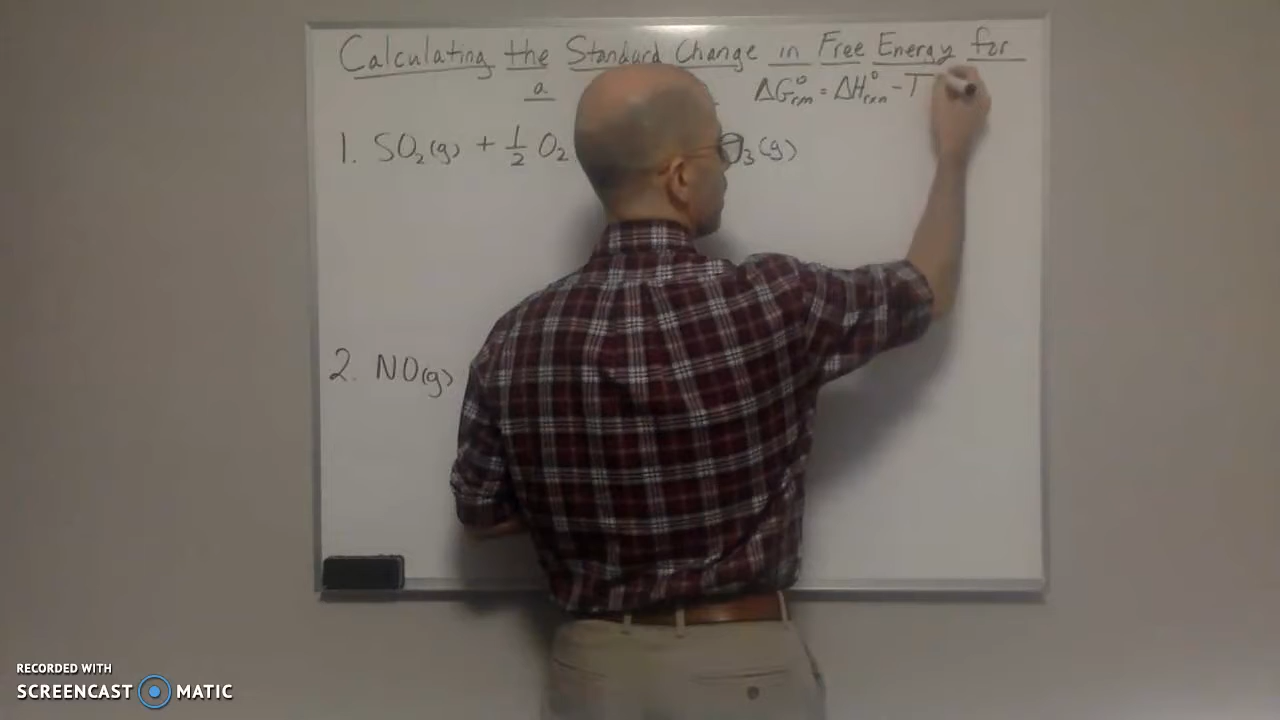 Calculating the Standard Change in Free Energy for
a ΔG°rxn = ΔH°rxn - T
1. SO₂(g) + ½ O₂ O₃(g)
2. NO(g)
RECORDED WITH
SCREENCAST MATIC